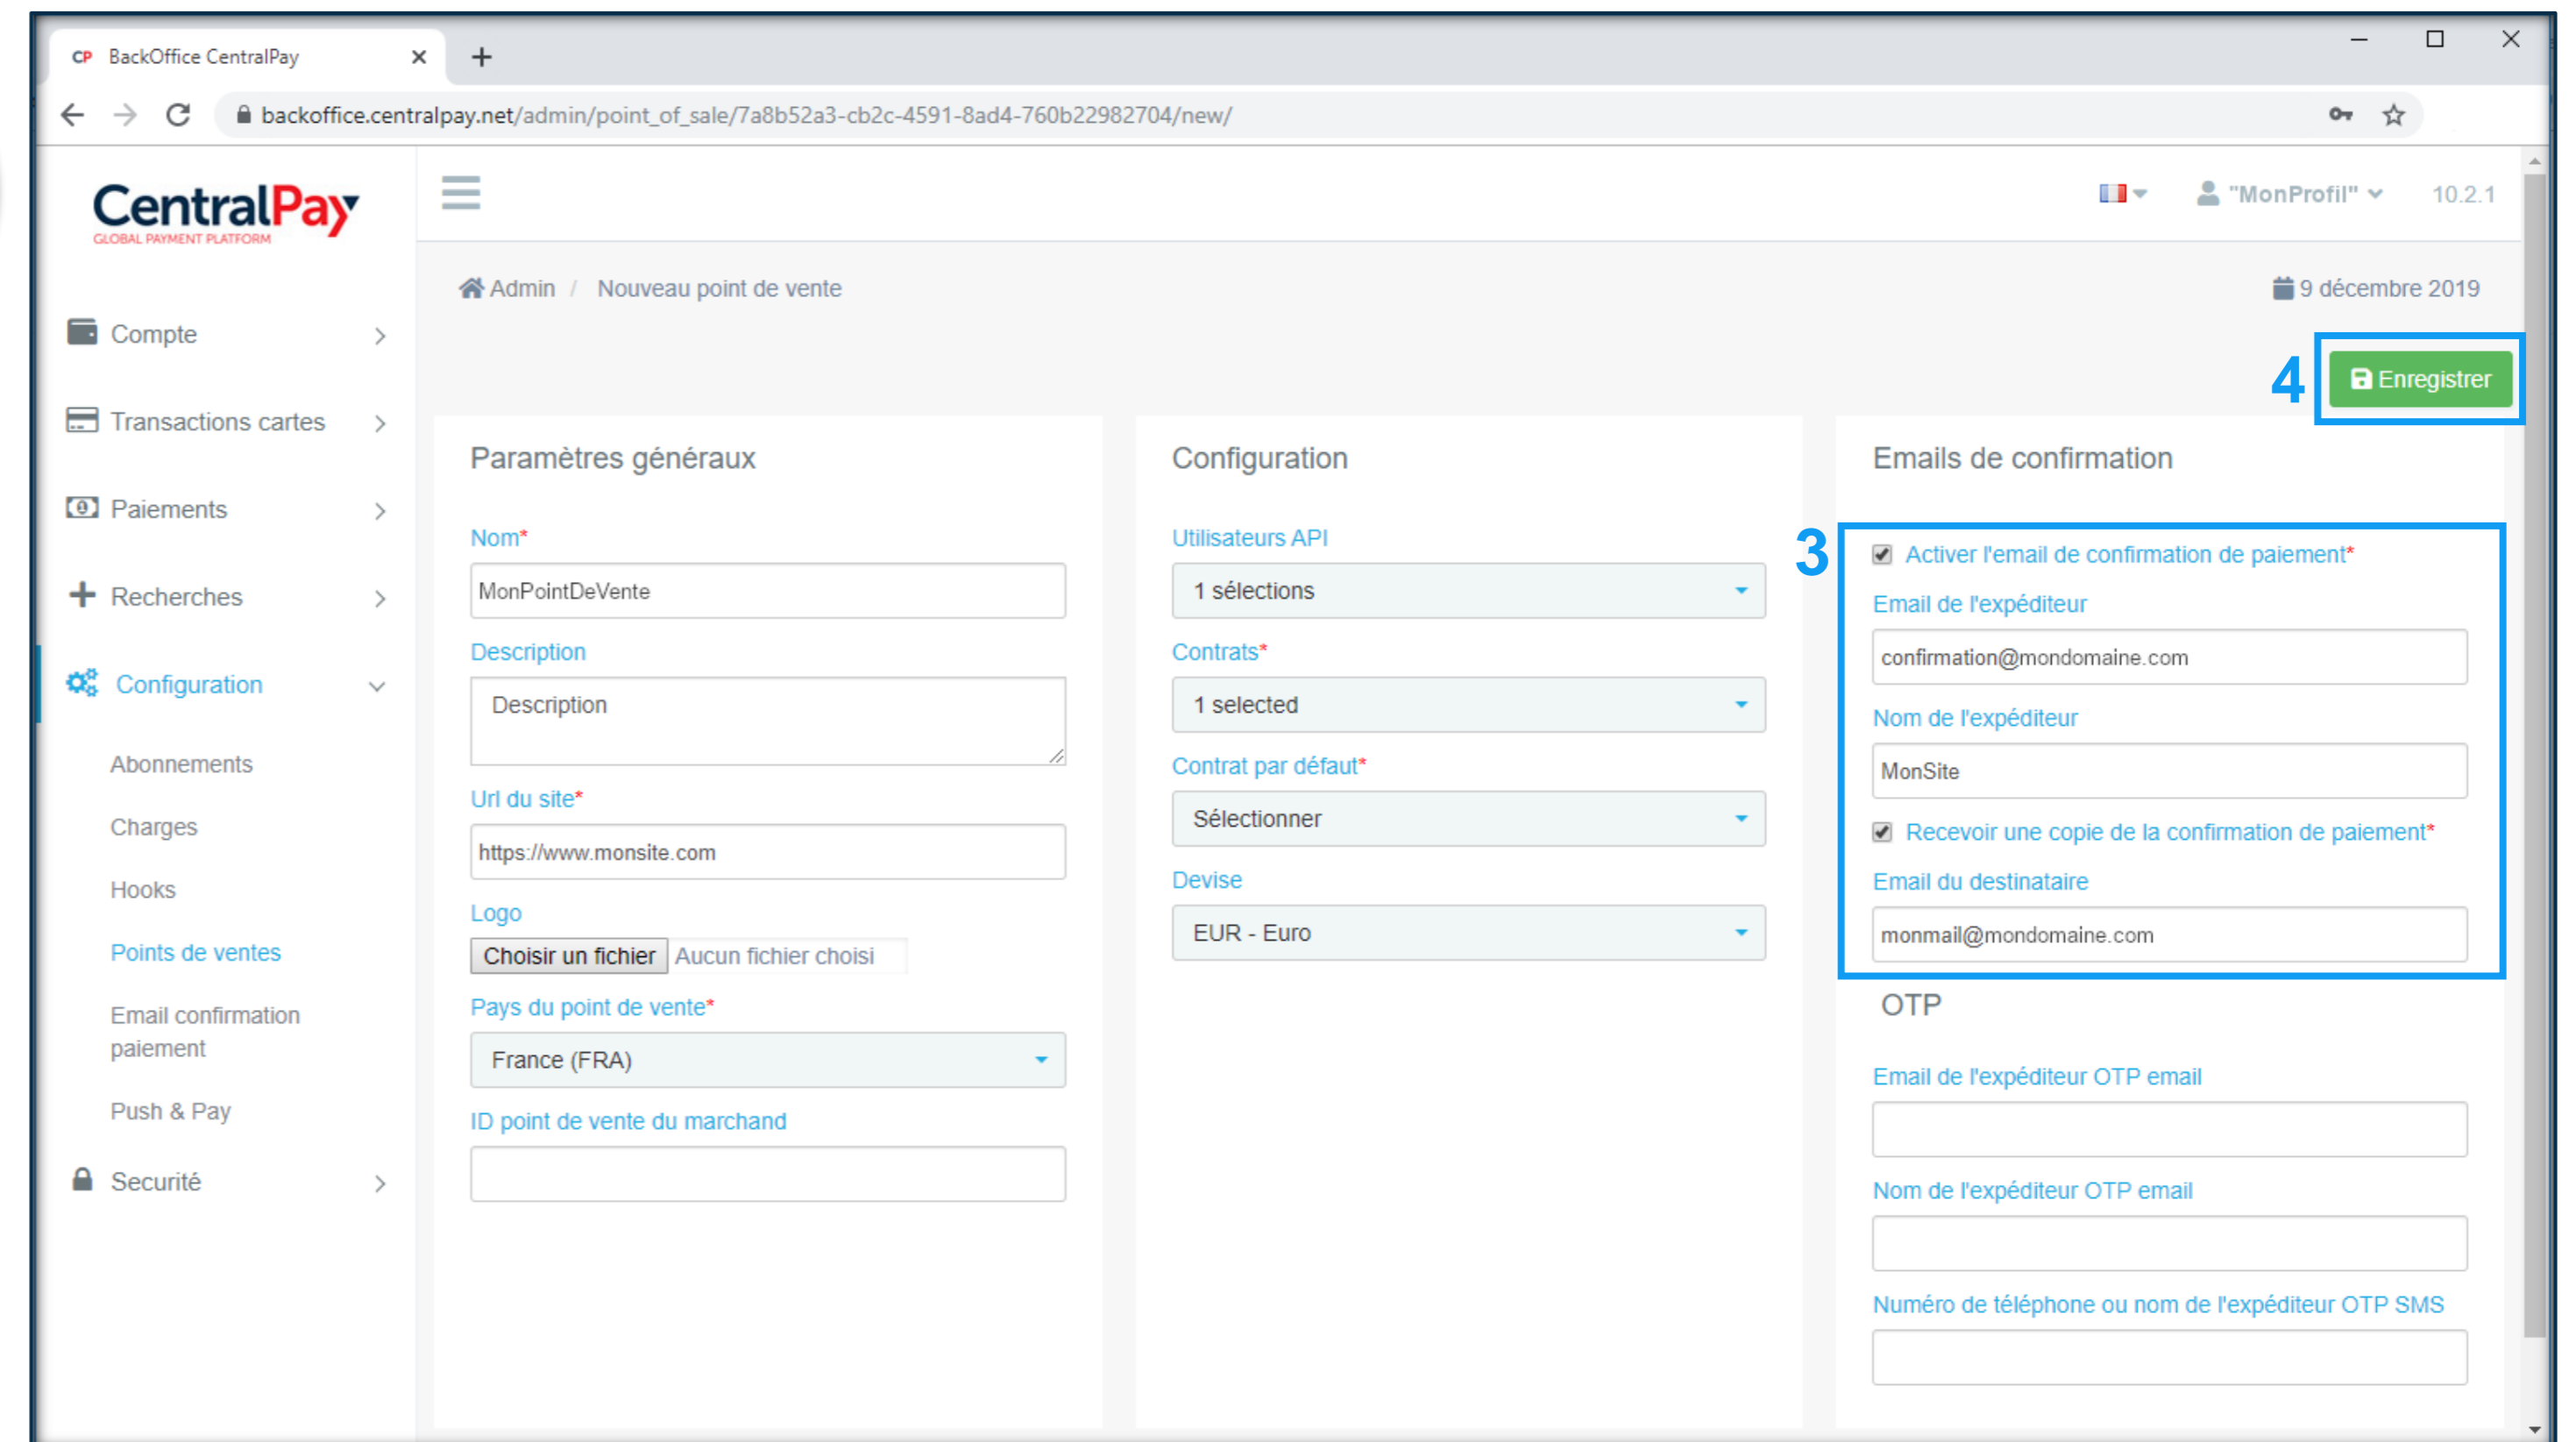 CP BackOffice CentralPay
backoffice.centralpay.net/admin/point_of_sale/7a8b52a3-cb2c-4591-8ad4-760b22982704/new/
CentralPay
GLOBAL PAYMENT PLATFORM
"MonProfil"
10.2.1
Admin / Nouveau point de vente
9 décembre 2019
4
Enregistrer
Compte
Transactions cartes
Paiements
Recherches
Configuration
Abonnements
Charges
Hooks
Points de ventes
Email confirmation
paiement
Push & Pay
Securité
Paramètres généraux
Nom*
MonPointDeVente
Description
Description
Url du site*
https://www.monsite.com
Logo
Choisir un fichier Aucun fichier choisi
Pays du point de vente*
France (FRA)
ID point de vente du marchand
Configuration
Utilisateurs API
1 sélections
Contrats*
1 selected
Contrat par défaut*
Sélectionner
Devise
EUR - Euro
Emails de confirmation
3
Activer l'email de confirmation de paiement*
Email de l'expéditeur
confirmation@mondomaine.com
Nom de l'expéditeur
MonSite
Recevoir une copie de la confirmation de paiement*
Email du destinataire
monmail@mondomaine.com
OTP
Email de l'expéditeur OTP email
Nom de l'expéditeur OTP email
Numéro de téléphone ou nom de l'expéditeur OTP SMS